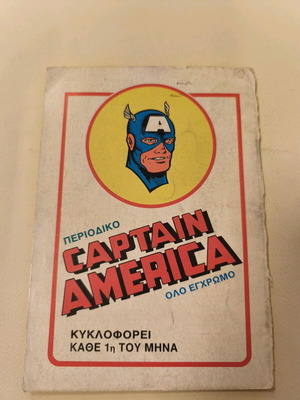 A
ΠΕΡΙΟΔΙΚΟ
CAPTAIN
AMERICA
ΟΛΟ ΕΓΧΡΩΜΟ
ΚΥΚΛΟΦΟΡΕΙ
ΚΑΘΕ 1η ΤΟΥ ΜΗΝΑ